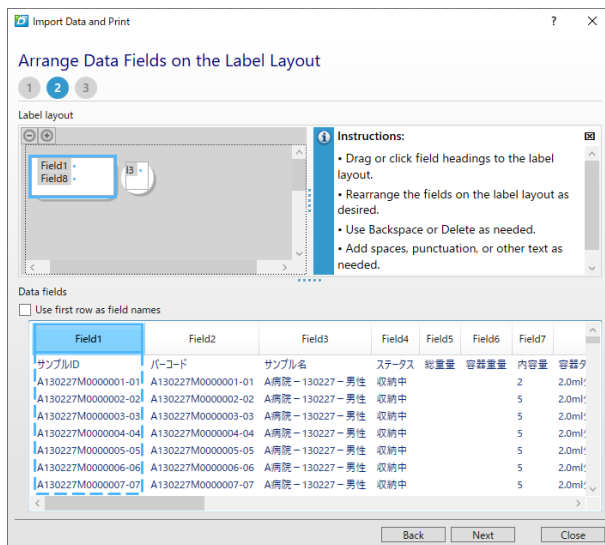 Import Data and Print
Arrange Data Fields on the Label Layout
1 2 3
Label layout
Field1
Field8
l3
Instructions:
• Drag or click field headings to the label
layout.
• Rearrange the fields on the label layout as
desired.
• Use Backspace or Delete as needed.
• Add spaces, punctuation, or other text as
needed.
Data fields
Use first row as field names
Field1 Field2 Field3 Field4 Field5 Field6 Field7
サンプルID バーコード サンプル名 ステータス 総重量 容器重量 内容量 容器タ
A130227M0000001-01 A130227M0000001-01 A病院－130227－男性 収納中 2 2.0ml
A130227M0000002-02 A130227M0000002-02 A病院－130227－男性 収納中 5 2.0ml
A130227M0000003-03 A130227M0000003-03 A病院－130227－男性 収納中 5 2.0ml
A130227M0000004-04 A130227M0000004-04 A病院－130227－男性 収納中 5 2.0ml
A130227M0000005-05 A130227M0000005-05 A病院－130227－男性 収納中 5 2.0ml
A130227M0000006-06 A130227M0000006-06 A病院－130227－男性 収納中 5 2.0ml
A130227M0000007-07 A130227M0000007-07 A病院－130227－男性 収納中 5 2.0ml
Back Next Close